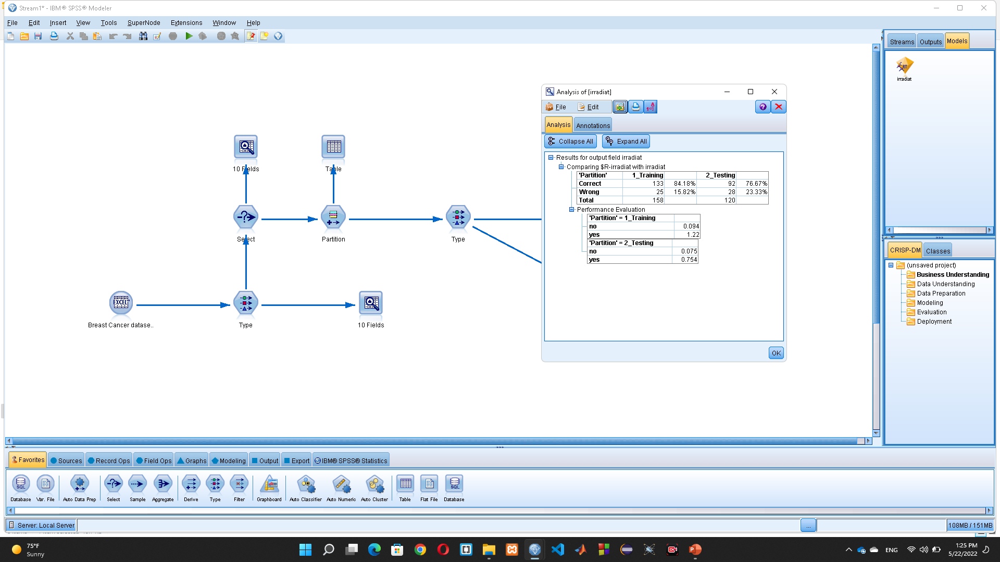 Stream1* - IBM® SPSS® Modeler
File Edit Insert View Tools SuperNode Extensions Window Help
Streams Outputs Models
irradiat
Analysis of [irradiat]
File Edit
Analysis Annotations
Collapse All Expand All
Results for output field irradiat
Comparing $R-irradiat with irradiat
'Partition' 1_Training 2_Testing
Correct 133 84.18% 92 76.67%
Wrong 25 15.82% 28 23.33%
Total 158 120
Performance Evaluation
'Partition' = 1_Training
no 0.094
yes 1.22
'Partition' = 2_Testing
no 0.075
yes 0.754
OK
10 Fields
Table
Select
Partition
Type
EXCEL
Breast Cancer datase..
Type
10 Fields
CRISP-DM Classes
(unsaved project)
Business Understanding
Data Understanding
Data Preparation
Modeling
Evaluation
Deployment
Favorites Sources Record Ops Field Ops Graphs Modeling Output Export IBM® SPSS® Statistics
Database Var. File Auto Data Prep Select Sample Aggregate Derive Type Filter Graphboard Auto Classifier Auto Numeric Auto Cluster Table Flat File Database
Server: Local Server ... 108MB / 151MB
75°F
Sunny
ENG
1:25 PM
5/22/2022